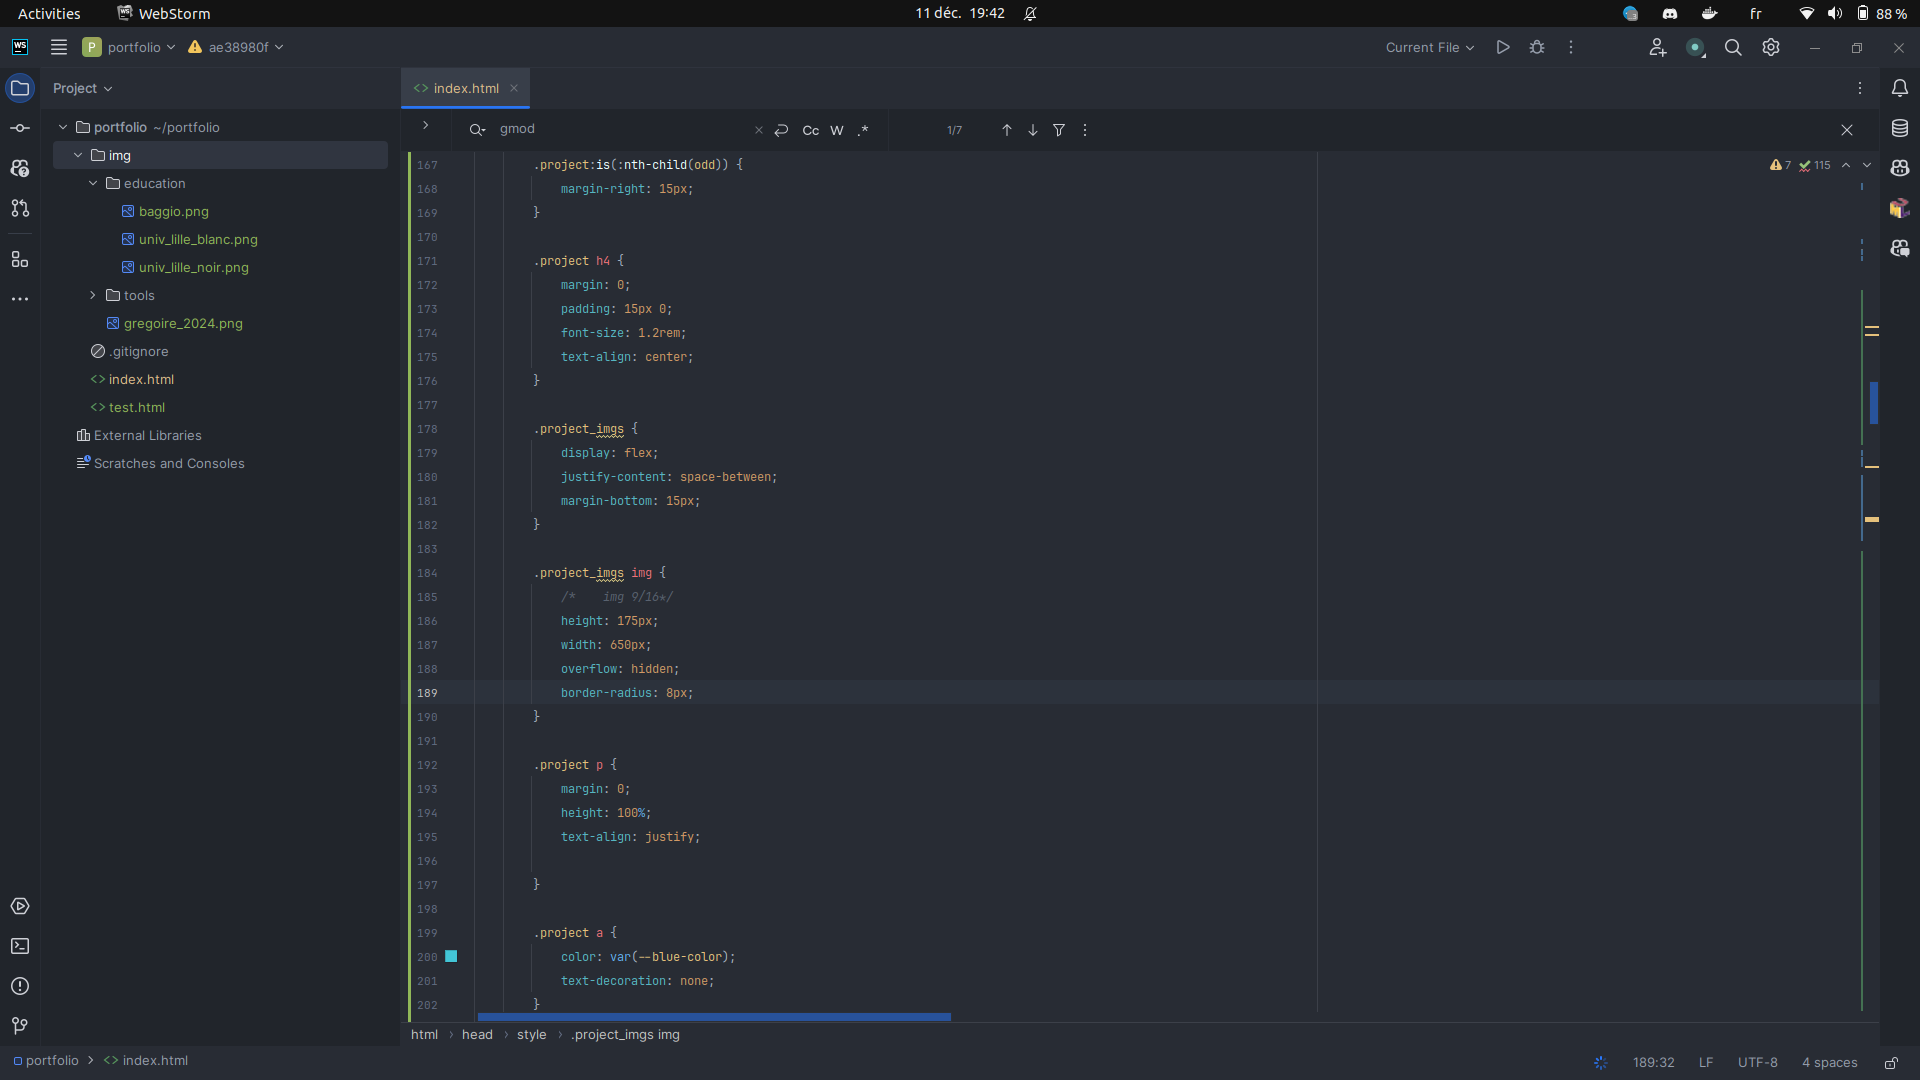 Activities WebStorm 11 déc. 19:42 fr 88 %
WS P portfolio ae38980f Current File
Project
index.html
portfolio ~/portfolio
img
education
baggio.png
univ_lille_blanc.png
univ_lille_noir.png
tools
gregoire_2024.png
.gitignore
index.html
test.html
External Libraries
Scratches and Consoles
gmod Cc W .* 1/7
7 115
167 .project:is(:nth-child(odd)) {
168 margin-right: 15px;
169 }
170
171 .project h4 {
172 margin: 0;
173 padding: 15px 0;
174 font-size: 1.2rem;
175 text-align: center;
176 }
177
178 .project_imgs {
179 display: flex;
180 justify-content: space-between;
181 margin-bottom: 15px;
182 }
183
184 .project_imgs img {
185 /*    img 9/16*/
186 height: 175px;
187 width: 650px;
188 overflow: hidden;
189 border-radius: 8px;
190 }
191
192 .project p {
193 margin: 0;
194 height: 100%;
195 text-align: justify;
196
197 }
198
199 .project a {
200 color: var(--blue-color);
201 text-decoration: none;
202 }
html › head › style › .project_imgs img
portfolio > index.html 189:32 LF UTF-8 4 spaces